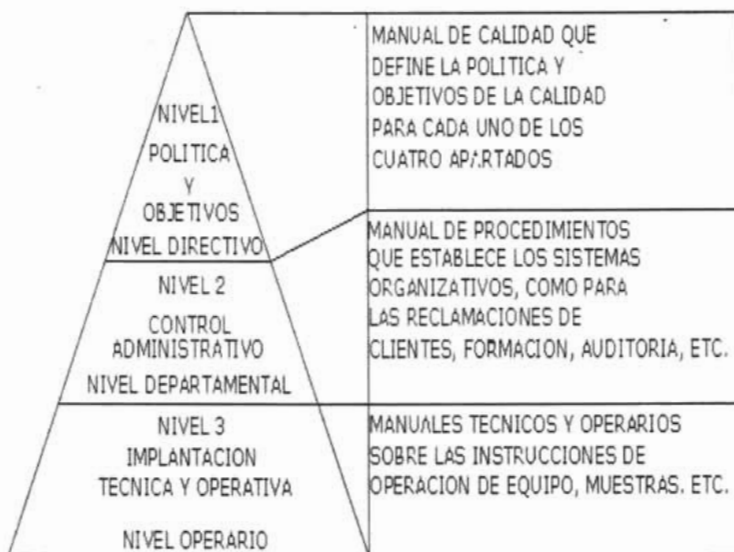 NIVEL1
POLITICA
Y
OBJETIVOS
NIVEL DIRECTIVO
MANUAL DE CALIDAD QUE
DEFINE LA POLITICA Y
OBJETIVOS DE LA CALIDAD
PARA CADA UNO DE LOS
CUATRO APARTADOS
NIVEL 2
CONTROL
ADMINISTRATIVO
NIVEL DEPARTAMENTAL
MANUAL DE PROCEDIMIENTOS
QUE ESTABLECE LOS SISTEMAS
ORGANIZATIVOS, COMO PARA
LAS RECLAMACIONES DE
CLIENTES, FORMACION, AUDITORIA, ETC.
NIVEL 3
IMPLANTACION
TECNICA Y OPERATIVA
NIVEL OPERARIO
MANUALES TECNICOS Y OPERARIOS
SOBRE LAS INSTRUCCIONES DE
OPERACION DE EQUIPO, MUESTRAS. ETC.